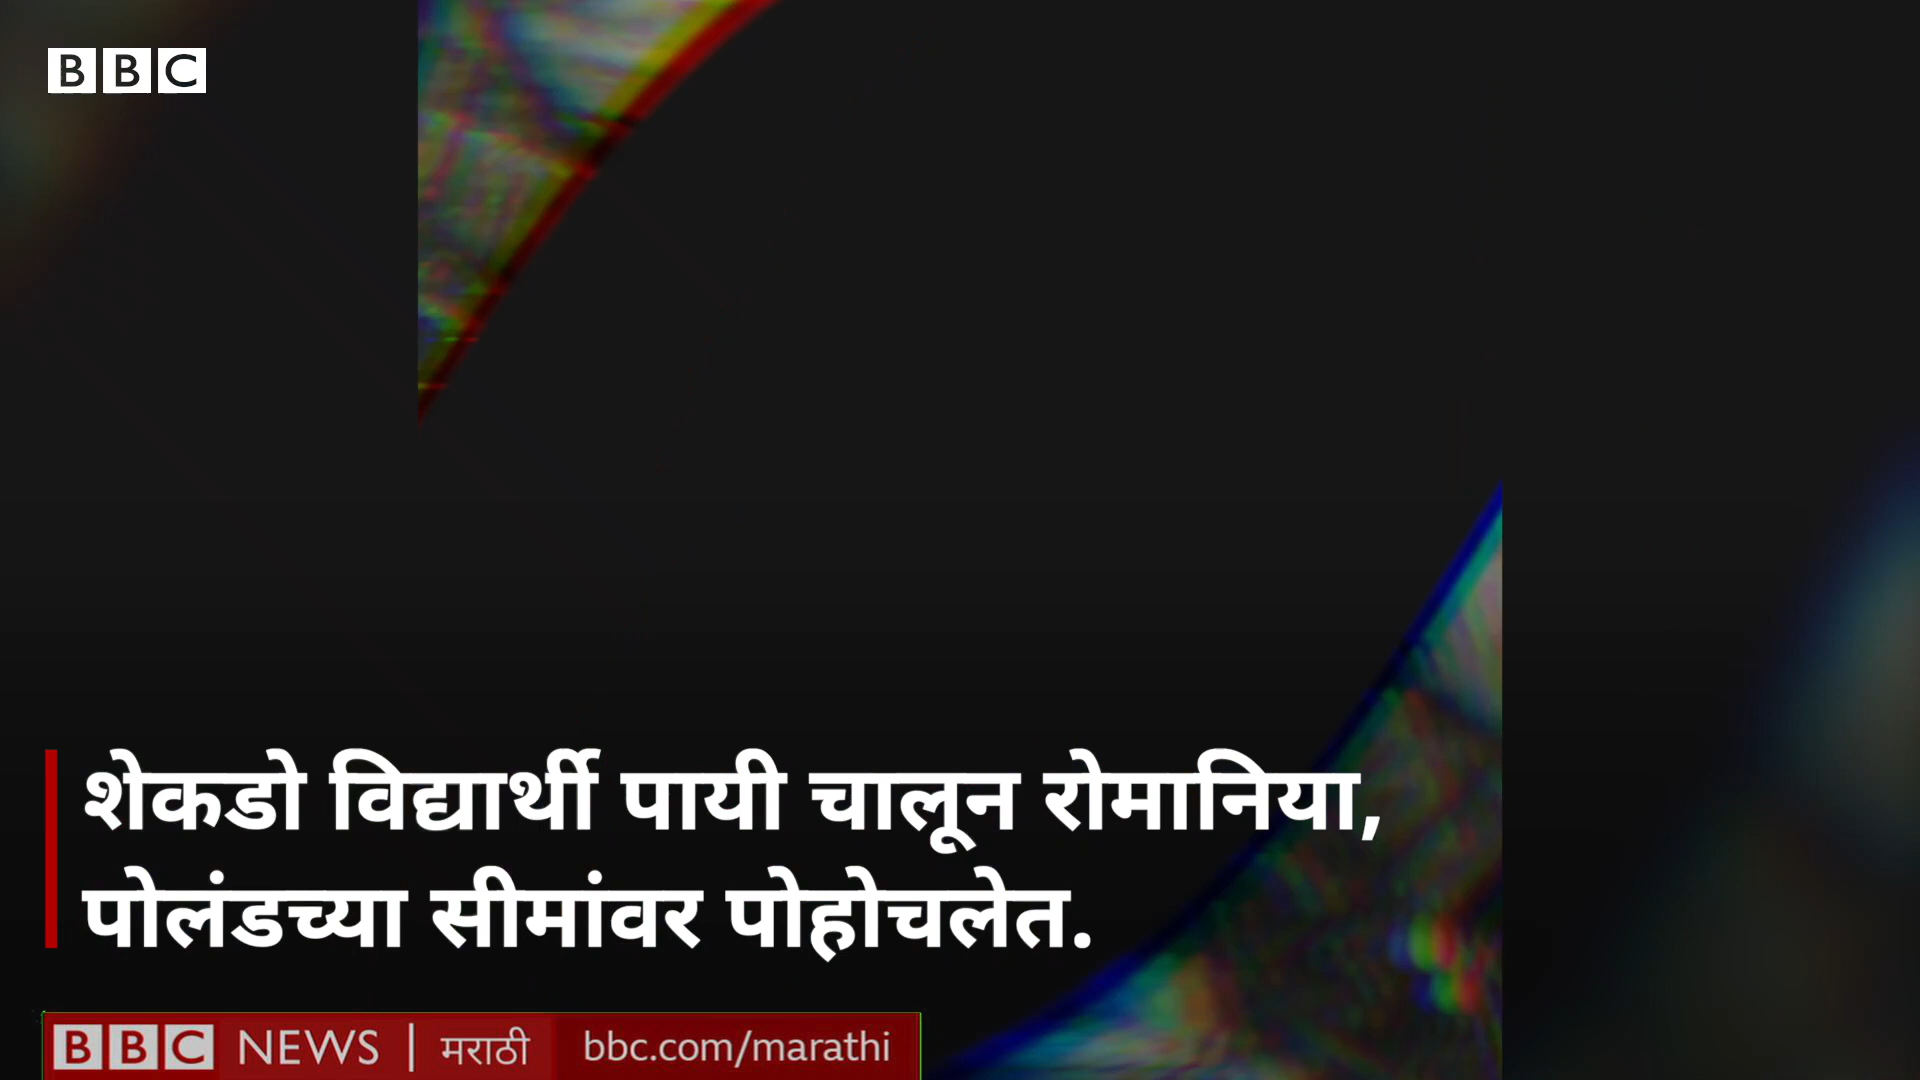 BBC
शेकडो विद्यार्थी पायी चालून रोमानिया,
पोलंडच्या सीमांवर पोहोचलेत.
BBC NEWS | मराठी bbc.com/marathi